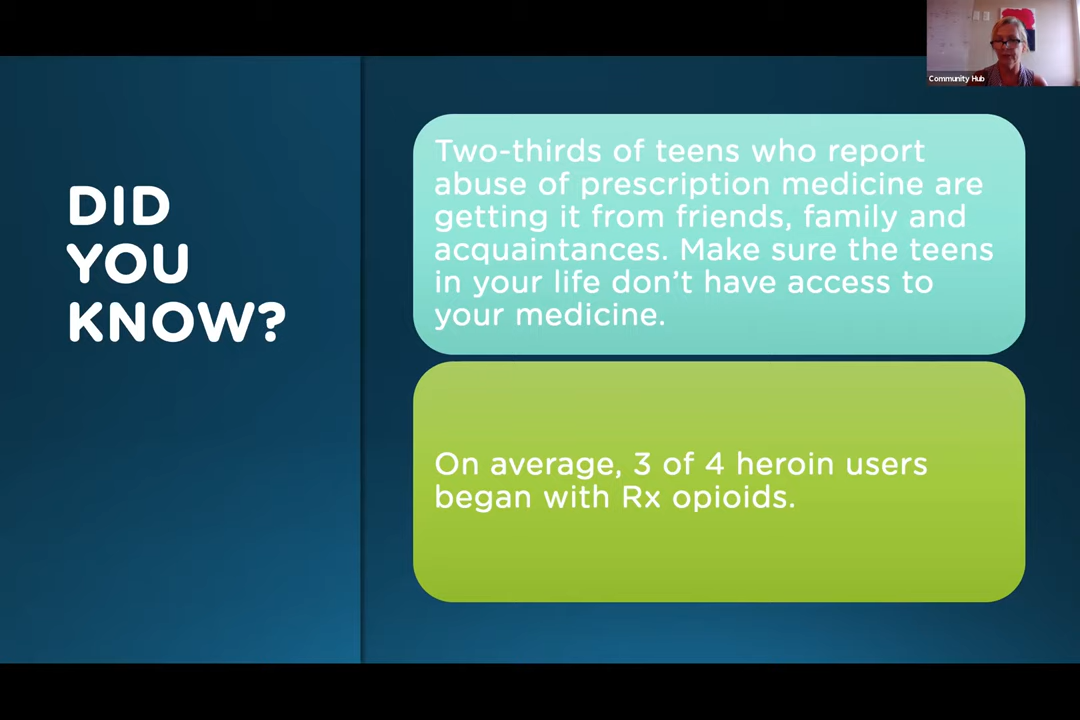 Community Hub
DID
YOU
KNOW?
Two-thirds of teens who report
abuse of prescription medicine are
getting it from friends, family and
acquaintances. Make sure the teens
in your life don’t have access to
your medicine.
On average, 3 of 4 heroin users
began with Rx opioids.